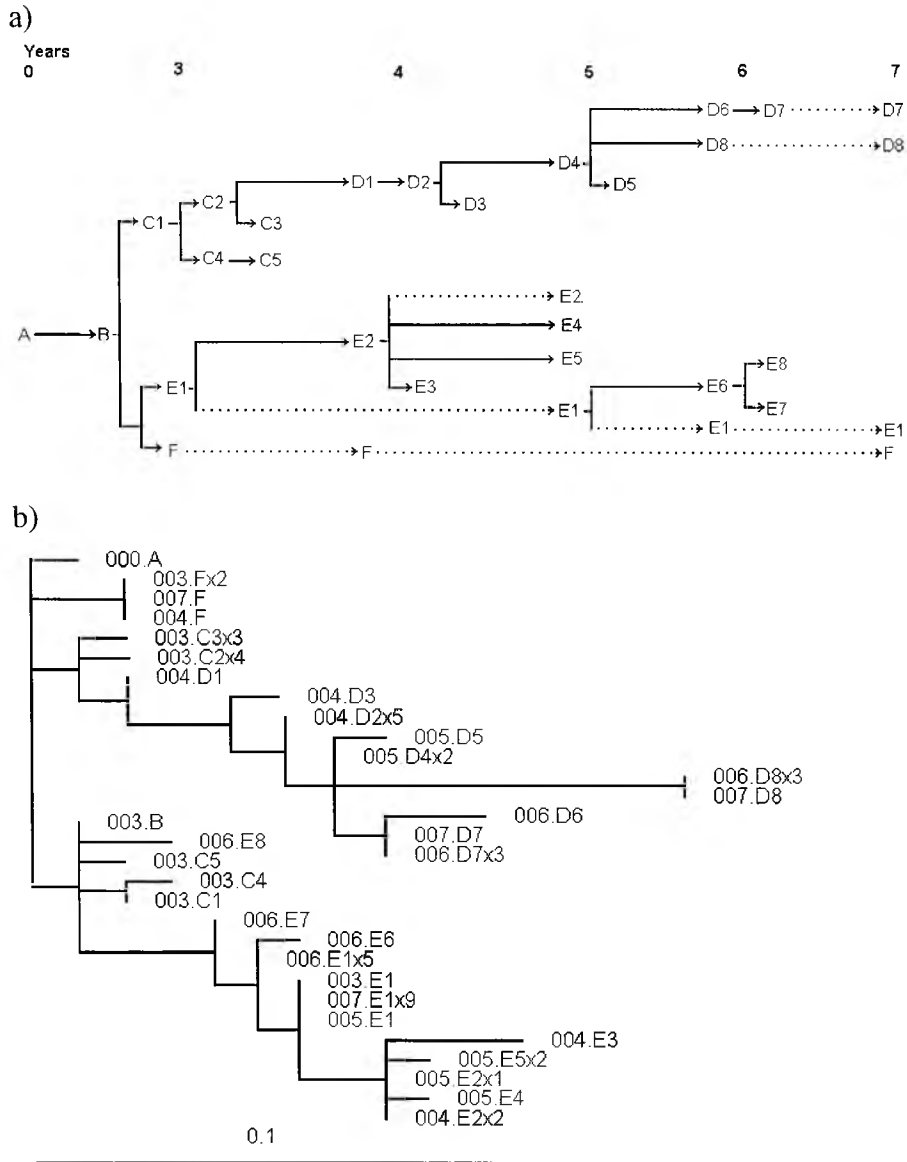 a)
Years
0 3 4 5 6 7
D6 D7 D7
D8 D8
D4
D1 D2 D5
C2 D3
C1 C3
C4 C5
E2
A B E2 E4
E5
E8
E1 E3 E6
E1 E7
E1 E1
F F F
b)
000.A
003.Fx2
007.F
004.F
003.C3x3
003.C2x4
004.D1
004.D3
004.D2x5
005.D5
005.D4x2
006.D8x3
007.D8
006.D6
007.D7
006.D7x3
003.B
006.E8
003.C5
003.C4
003.C1
006.E7
006.E6
006.E1x5
003.E1
007.E1x9
005.E1
004.E3
005.E5x2
005.E2x1
005.E4
004.E2x2
0.1